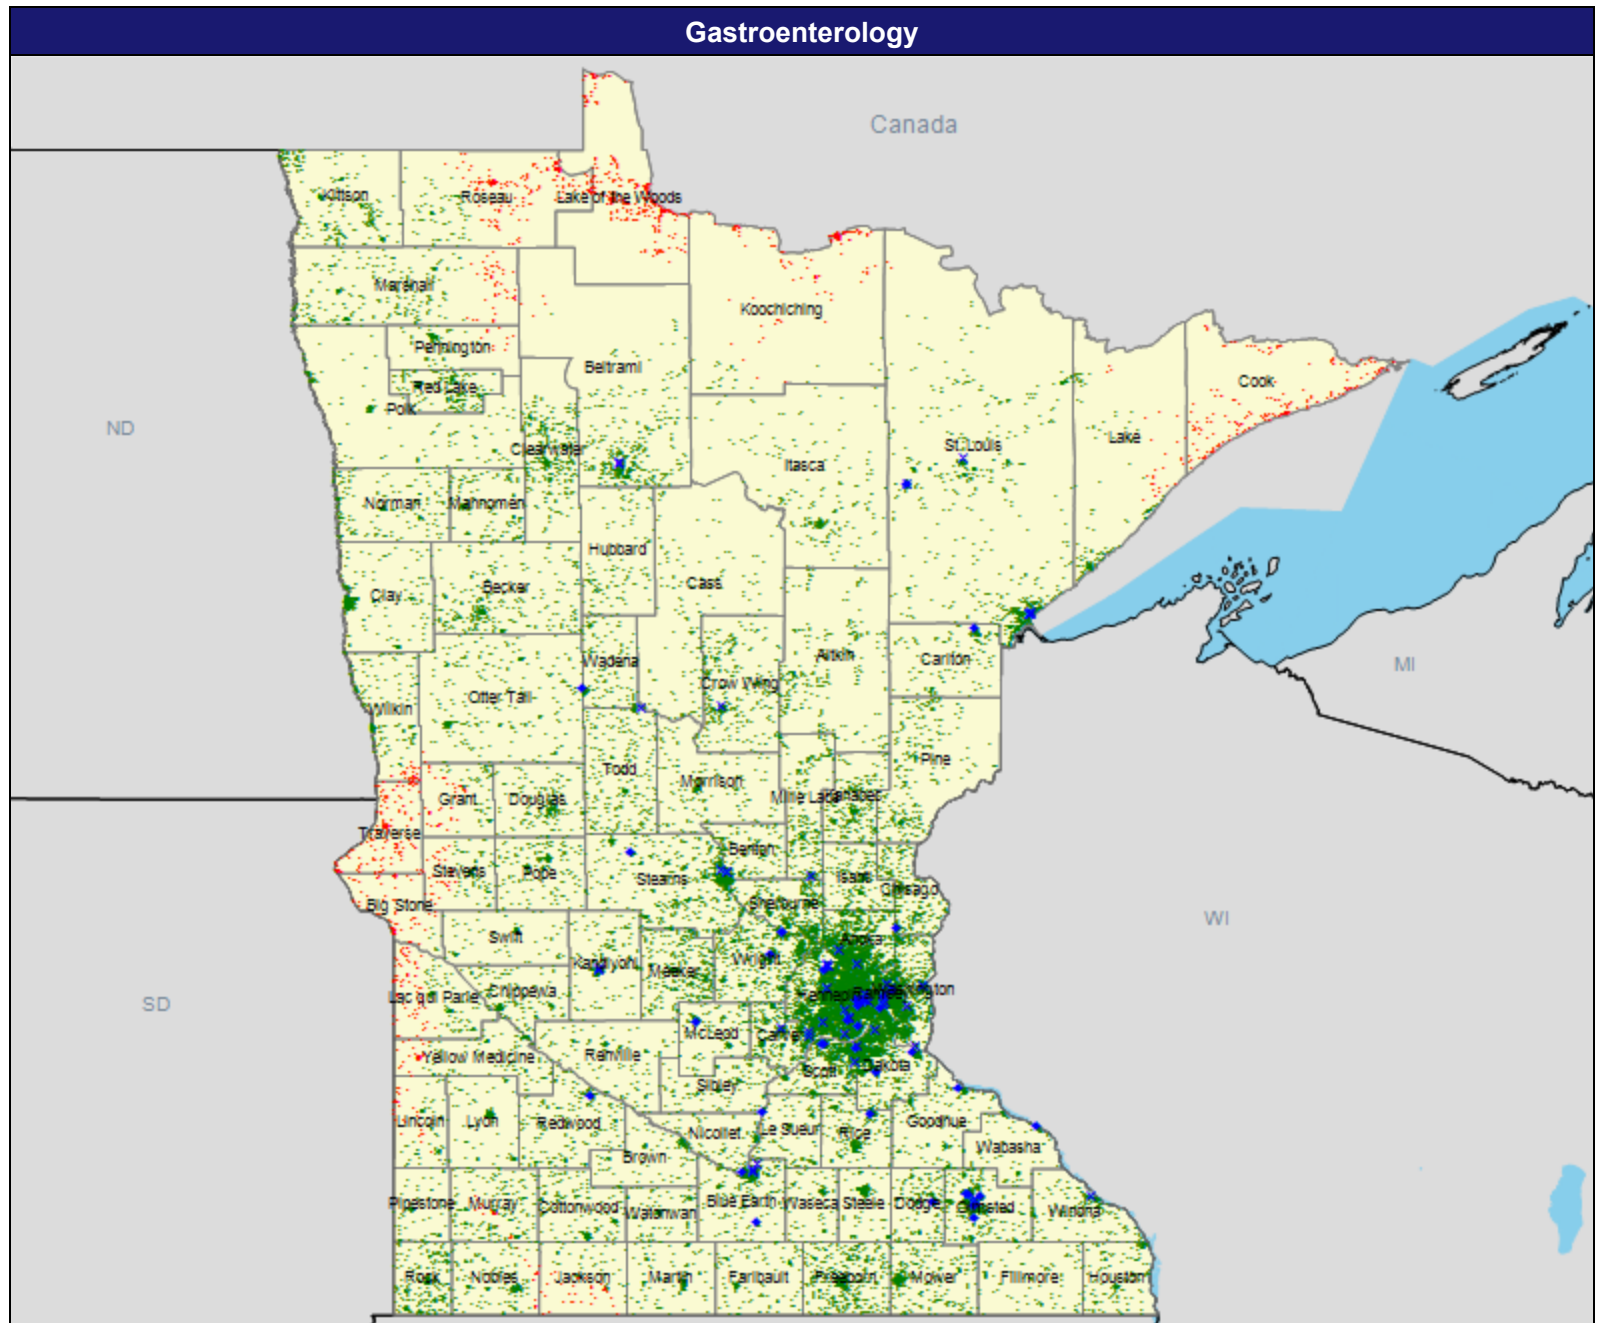 Gastroenterology
Canada
Kittson
Roseau
Lake of the Woods
Marshall
Koochiching
Pennington
Beltrami
Red Lake
Cook
Polk
ND
Clearwater
St. Louis
Lake
Itasca
Norman
Mahnomen
Hubbard
Cass
Becker
Clay
Aitkin
Carlton
Wadena
MI
Crow Wing
Otter Tail
Wilkin
Pine
Todd
Morrison
Mille Lacs
Kanabec
Grant
Douglas
Traverse
Benton
Stevens
Pope
Stearns
Isanti
Chisago
Big Stone
Sherburne
WI
Swift
Anoka
Wright
Kandiyohi
Meeker
Hennepin
Ramsey
Washington
Lac qui Parle
Chippewa
SD
McLeod
Carver
Yellow Medicine
Renville
Scott
Dakota
Sibley
Lincoln
Lyon
Redwood
Nicollet
Le Sueur
Rice
Goodhue
Brown
Wabasha
Pipestone
Murray
Cottonwood
Watonwan
Blue Earth
Waseca
Steele
Dodge
Olmsted
Winona
Rock
Nobles
Jackson
Martin
Faribault
Freeborn
Mower
Fillmore
Houston